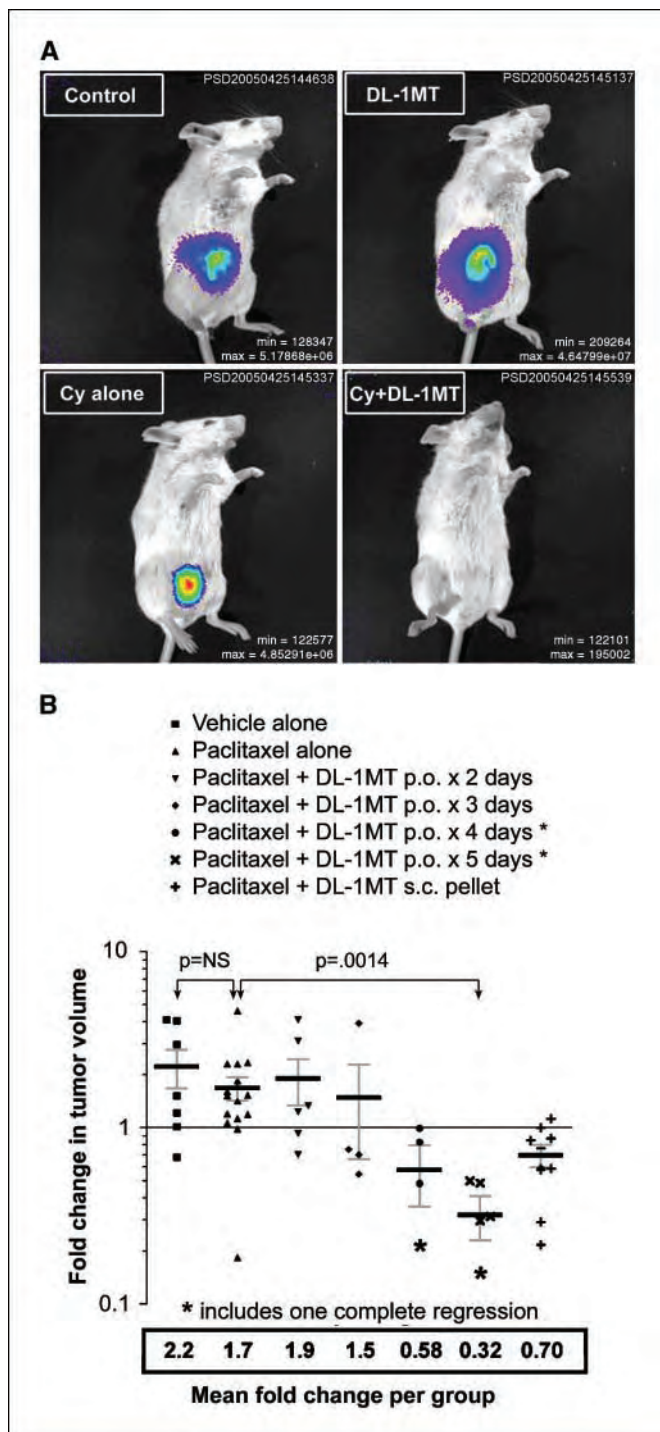 A
Control
PSD20050425144638
min = 128347
max = 5.17868e+06
DL-1MT
PSD20050425145137
min = 209264
max = 4.64799e+07
Cy alone
PSD20050425145337
min = 122577
max = 4.85291e+06
Cy+DL-1MT
PSD20050425145539
min = 122101
max = 195002
B
Vehicle alone
Paclitaxel alone
Paclitaxel + DL-1MT p.o. x 2 days
Paclitaxel + DL-1MT p.o. x 3 days
Paclitaxel + DL-1MT p.o. x 4 days *
Paclitaxel + DL-1MT p.o. x 5 days *
Paclitaxel + DL-1MT s.c. pellet
p=NS
p=.0014
Fold change in tumor volume
10
1
0.1
*
*
* includes one complete regression
2.2 1.7 1.9 1.5 0.58 0.32 0.70
Mean fold change per group